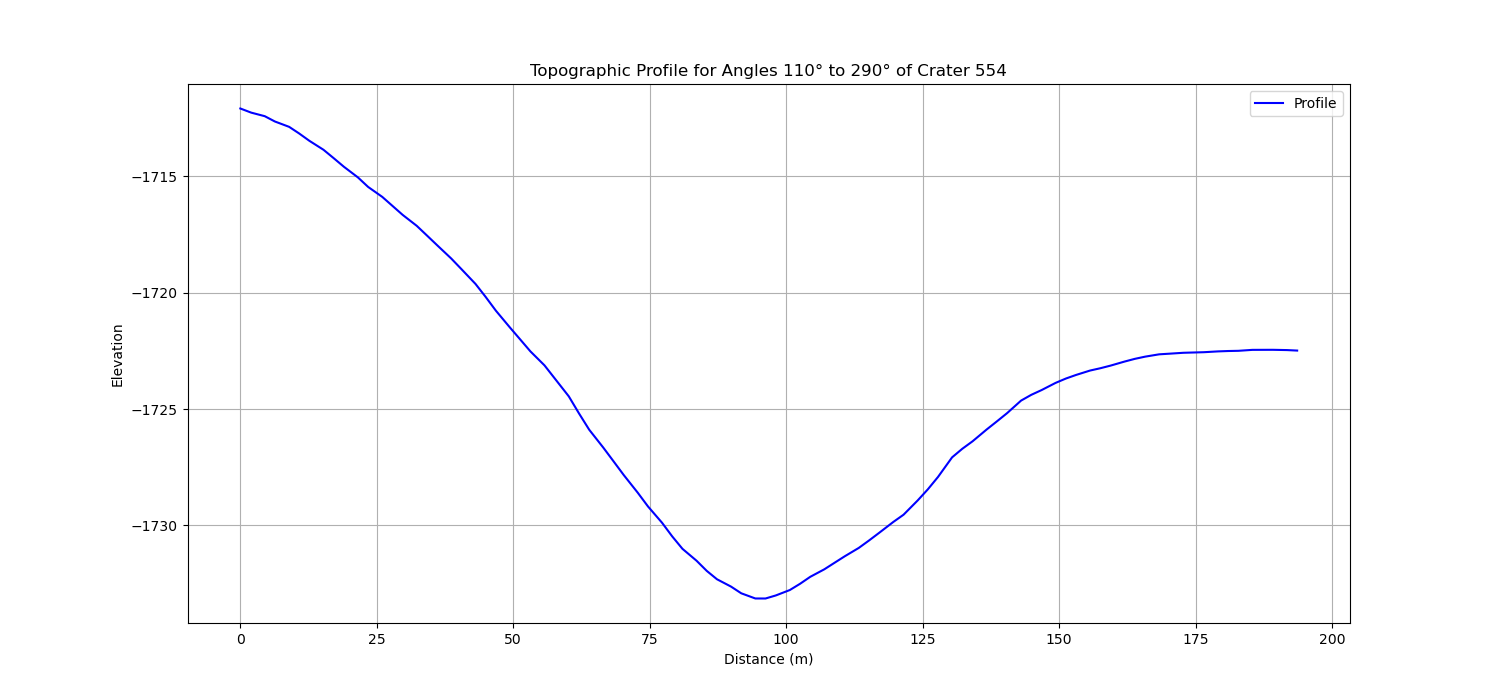 Topographic Profile for Angles 110° to 290° of Crater 554
Profile
−1715
−1720
−1725
−1730
Elevation
0 25 50 75 100 125 150 175 200
Distance (m)